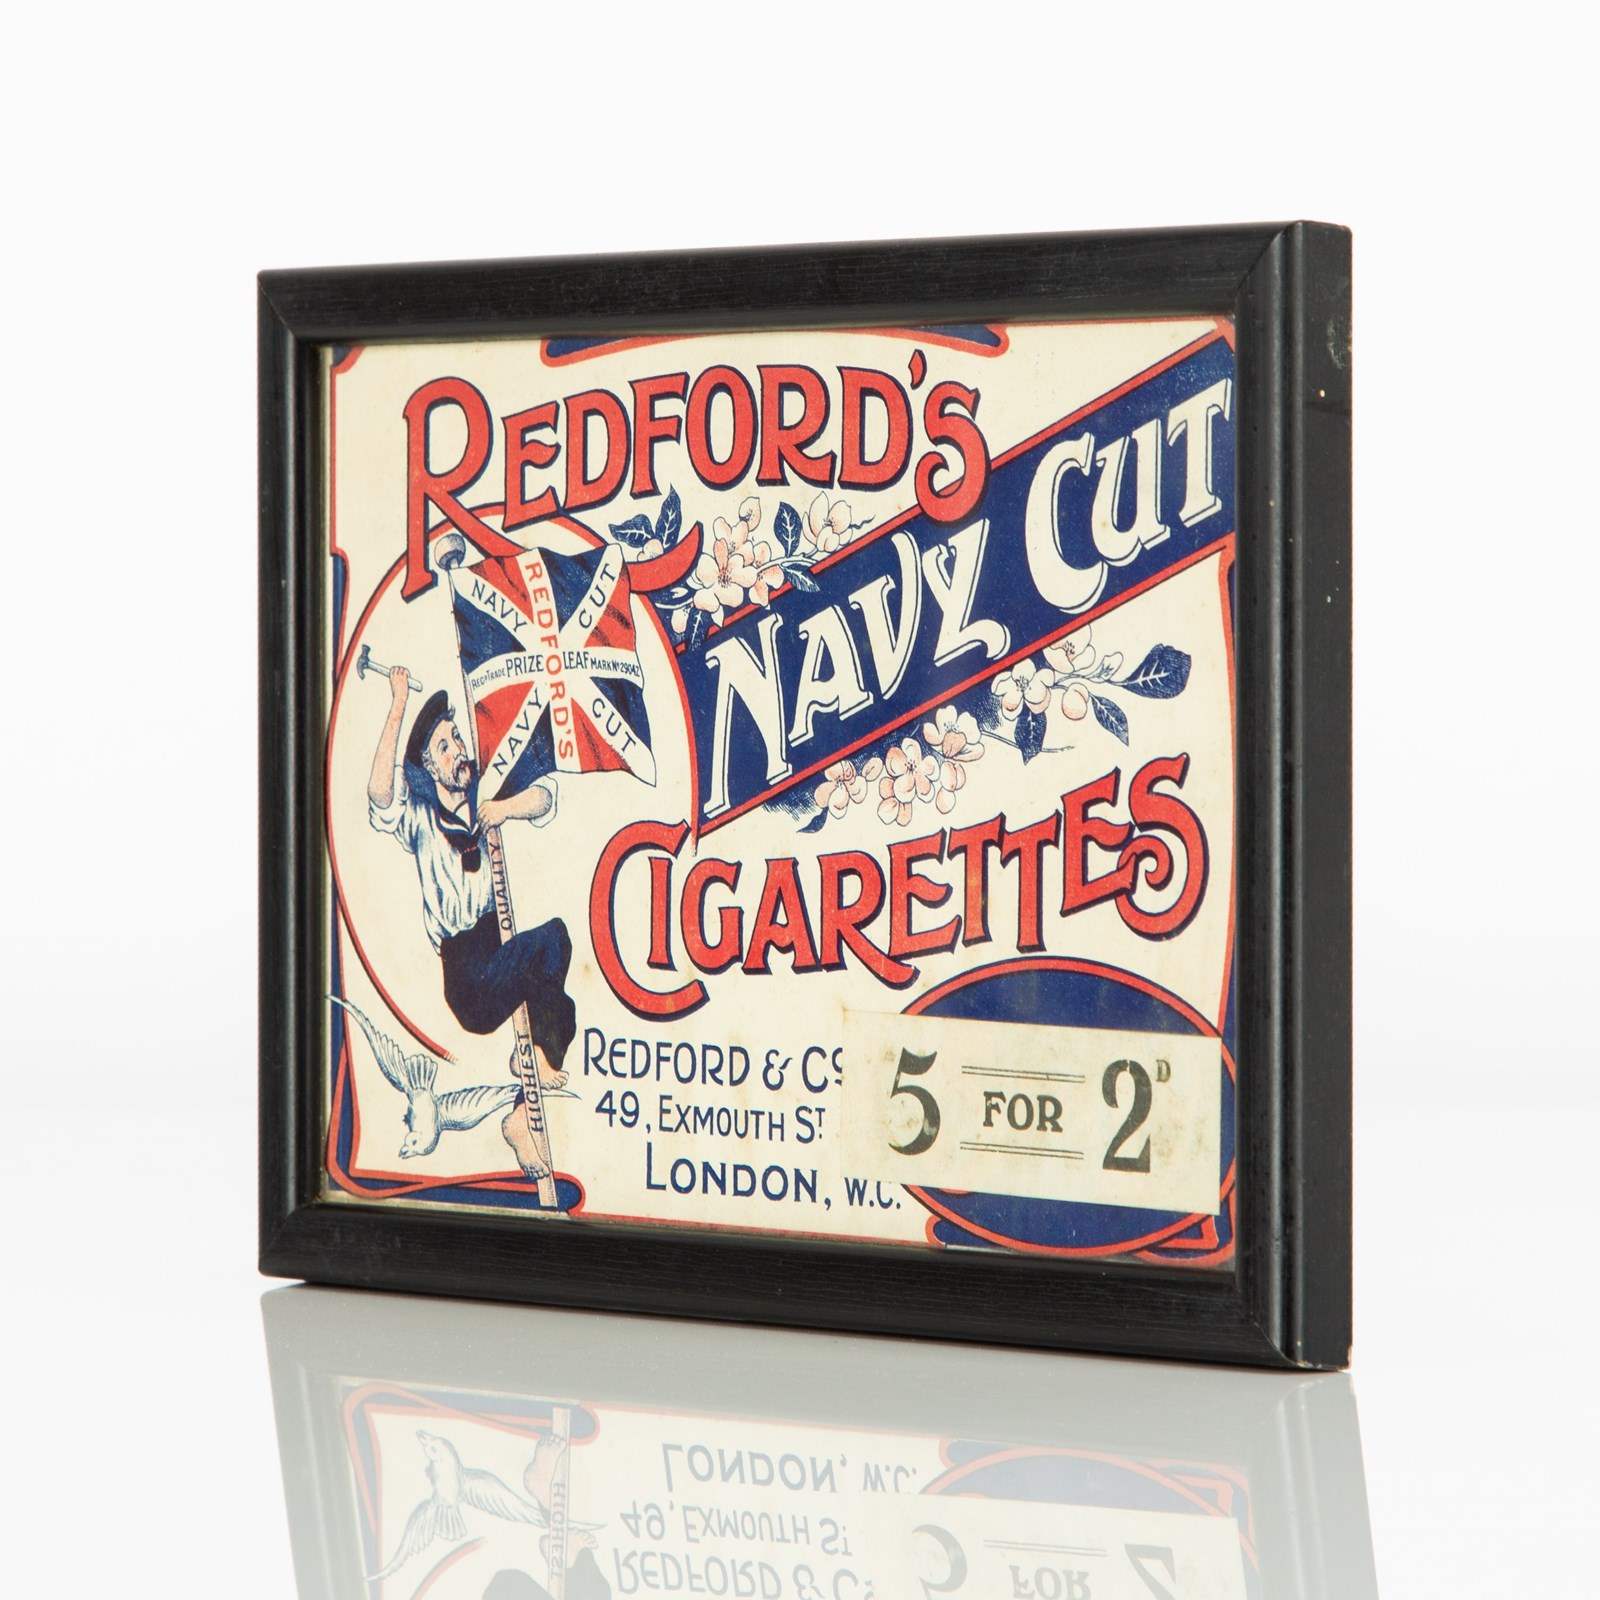 REDFORD'S
NAVY CUT
CIGARETTES
NAVY CUT
REDFORD'S
REGD TRADE PRIZE LEAF MARK No 29042
NAVY CUT
HIGHEST QUALITY
REDFORD & Co
49, EXMOUTH ST
LONDON, W.C.
5 FOR 2D